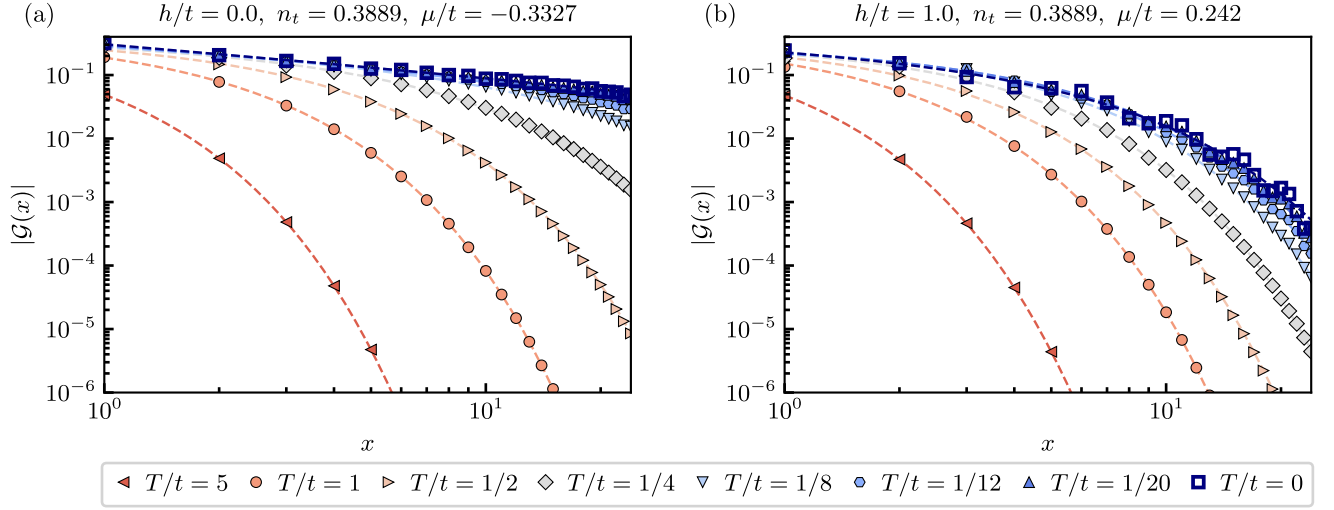 (a)
h/t = 0.0, n_t = 0.3889, μ/t = −0.3327
|𝒢(x)|
10^{-1}
10^{-2}
10^{-3}
10^{-4}
10^{-5}
10^{-6}
10^0
10^1
x
(b)
h/t = 1.0, n_t = 0.3889, μ/t = 0.242
|𝒢(x)|
10^{-1}
10^{-2}
10^{-3}
10^{-4}
10^{-5}
10^{-6}
10^0
10^1
x
T/t = 5 T/t = 1 T/t = 1/2 T/t = 1/4 T/t = 1/8 T/t = 1/12 T/t = 1/20 T/t = 0